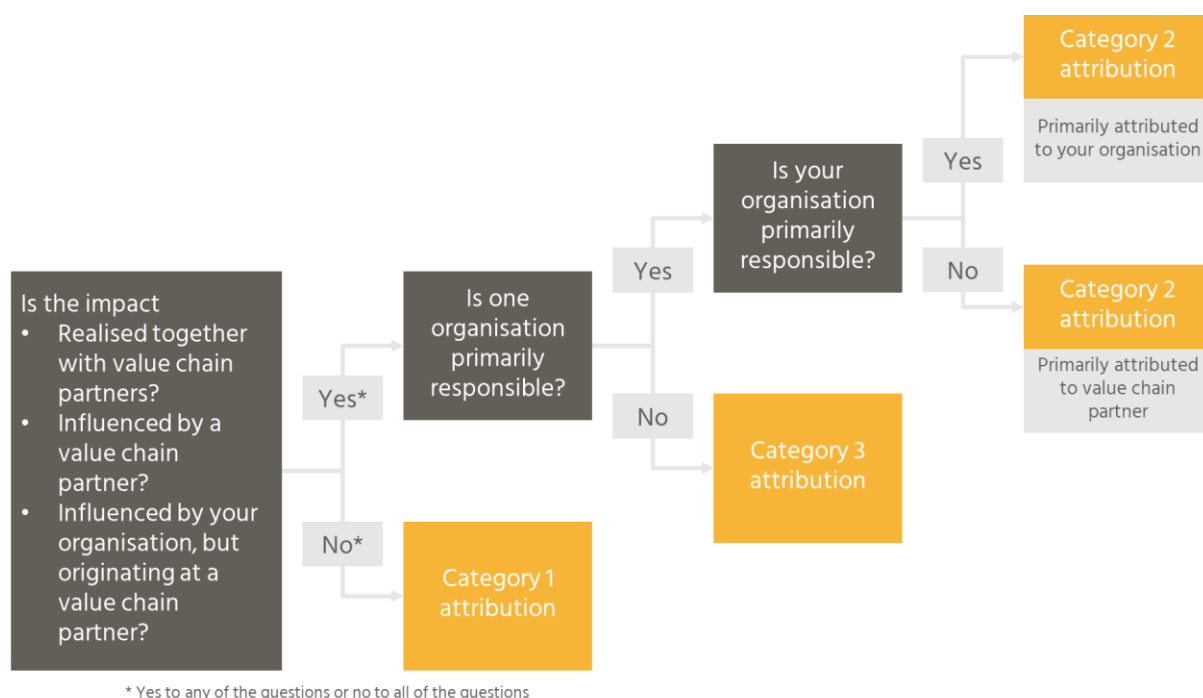 Is the impact
• Realised together
with value chain
partners?
• Influenced by a
value chain
partner?
• Influenced by your
organisation, but
originating at a
value chain
partner?
Yes*
No*
Is one
organisation
primarily
responsible?
Category 1
attribution
Yes
No
Is your
organisation
primarily
responsible?
Category 3
attribution
Yes
No
Category 2
attribution
Primarily attributed
to your organisation
Category 2
attribution
Primarily attributed
to value chain
partner
* Yes to any of the questions or no to all of the questions